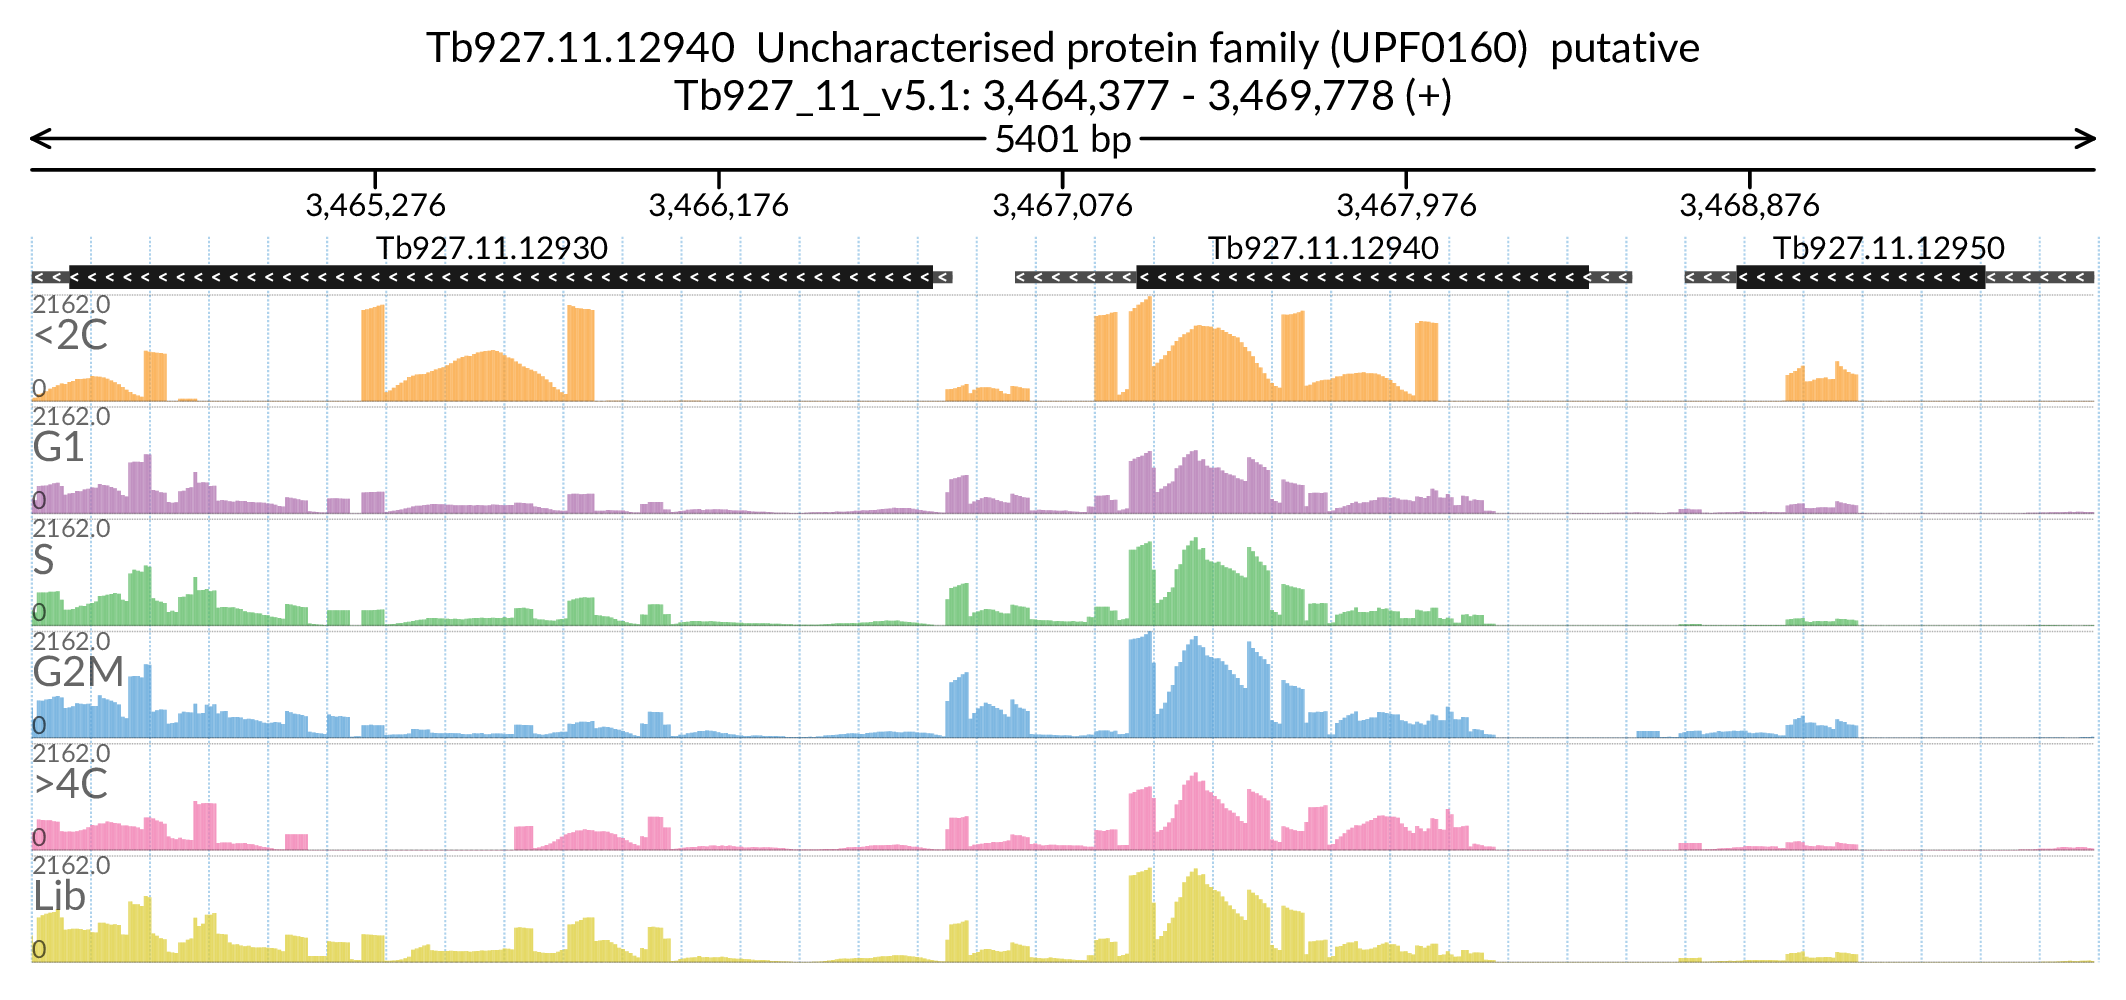 Tb927.11.12940  Uncharacterised protein family (UPF0160)  putative
Tb927_11_v5.1: 3,464,377 - 3,469,778 (+)
5401 bp
3,465,276 3,466,176 3,467,076 3,467,976 3,468,876
Tb927.11.12930 Tb927.11.12940 Tb927.11.12950
2162.0
<2C
0
2162.0
G1
0
2162.0
S
0
2162.0
G2M
0
2162.0
>4C
0
2162.0
Lib
0